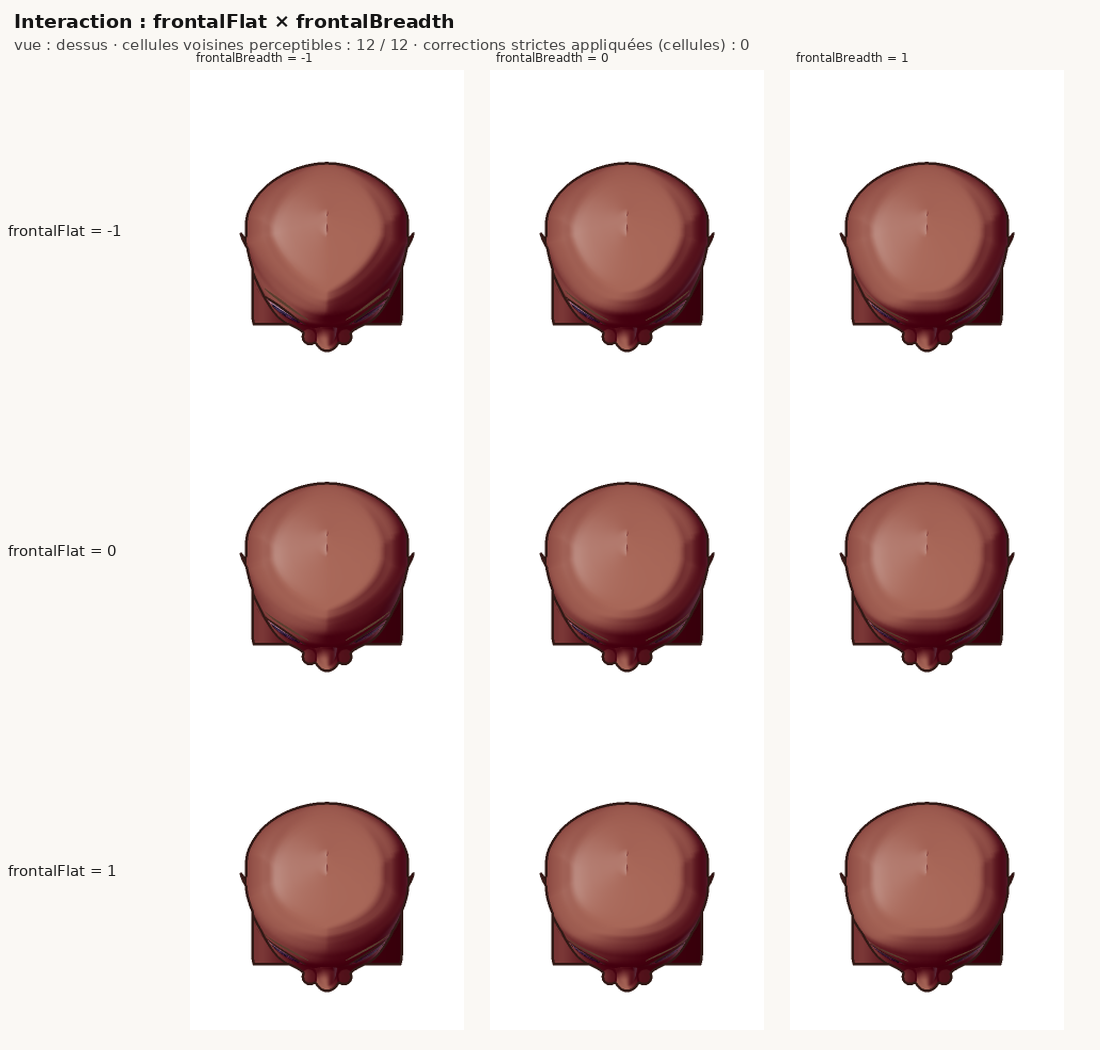 Interaction : frontalFlat × frontalBreadth
vue : dessus · cellules voisines perceptibles : 12 / 12 · corrections strictes appliquées (cellules) : 0
frontalBreadth = -1
frontalBreadth = 0
frontalBreadth = 1
frontalFlat = -1
frontalFlat = 0
frontalFlat = 1